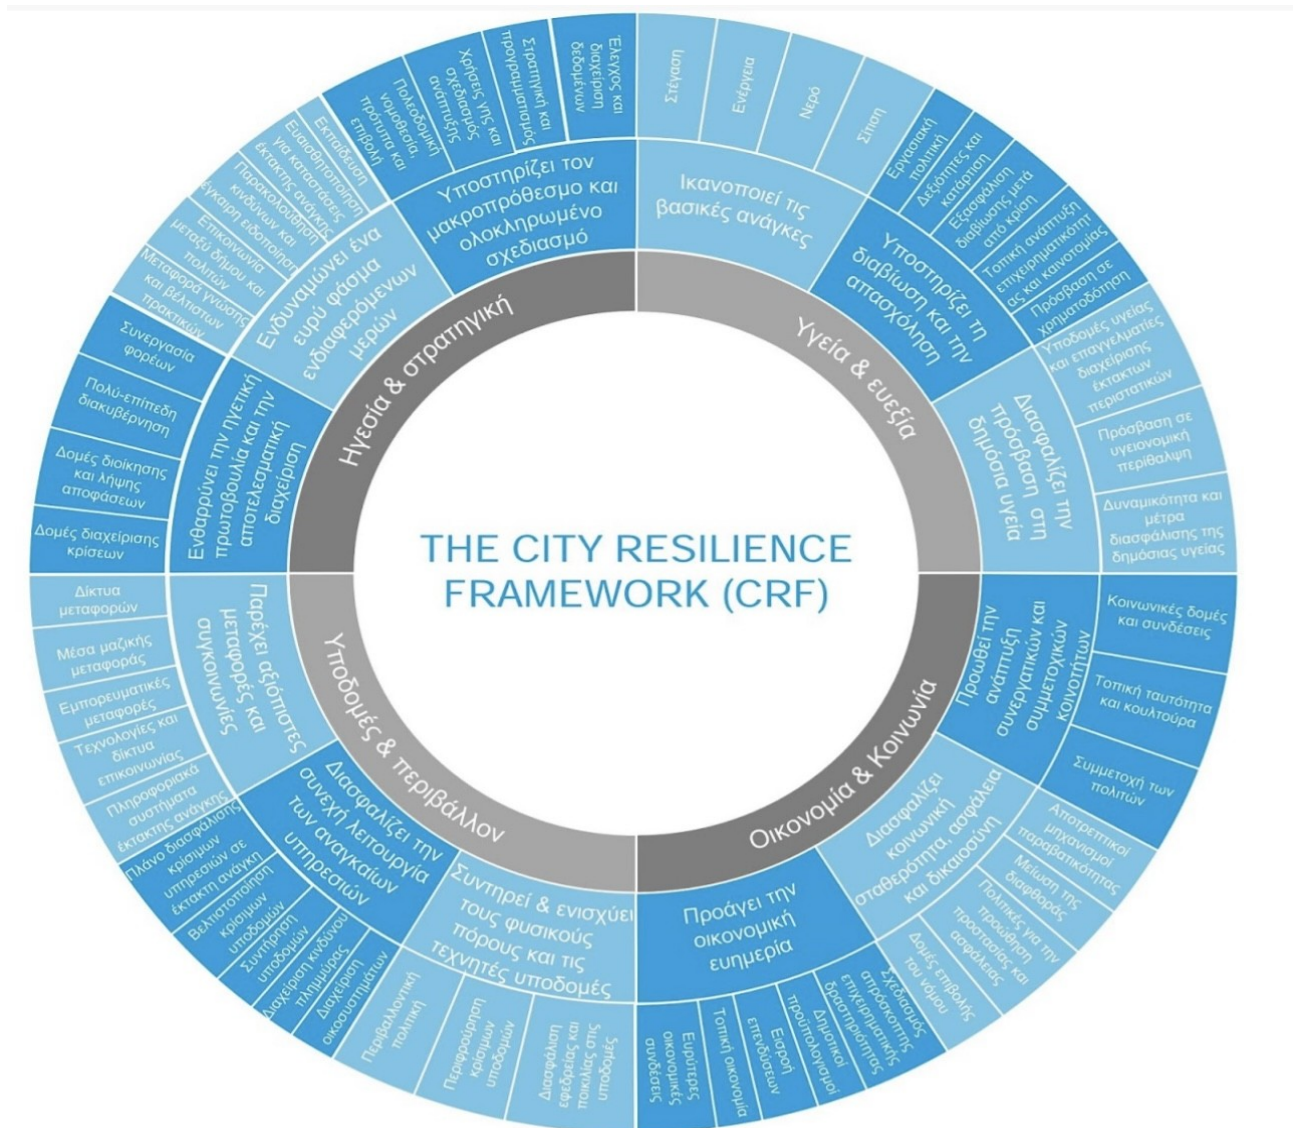 THE CITY RESILIENCE
FRAMEWORK (CRF)
Υγεία & ευεξία
Ικανοποιεί τις
βασικές ανάγκες
Στέγαση
Ενέργεια
Νερό
Σίτιση
Υποστηρίζει τη
διαβίωση και την
απασχόληση
Εργασιακή
πολιτική
Δεξιότητες και
κατάρτιση
Εξασφάλιση
διαβίωσης μετά
από κρίση
Τοπική ανάπτυξη
επιχειρηματικότητ
ας και καινοτομίας
Πρόσβαση σε
χρηματοδότηση
Διασφαλίζει την
πρόσβαση στη
δημόσια υγεία
Υποδομές υγείας
και επαγγελματίες
διαχείρισης
έκτακτων
περιστατικών
Πρόσβαση σε
υγειονομική
περίθαλψη
Δυναμικότητα και
μέτρα
διασφάλισης της
δημόσιας υγείας
Οικονομία & Κοινωνία
Προωθεί την
ανάπτυξη
συνεργατικών και
συμμετοχικών
κοινοτήτων
Κοινωνικές δομές
και συνδέσεις
Τοπική ταυτότητα
και κουλτούρα
Συμμετοχή των
πολιτών
Διασφαλίζει
κοινωνική
σταθερότητα, ασφάλεια
και δικαιοσύνη
Αποτρεπτικοί
μηχανισμοί
παραβατικότητας
Μείωση της
διαφθοράς
Πολιτικές για την
προώθηση
προστασίας και
ασφάλειας
Δομές επιβολής
του νόμου
Προάγει την
οικονομική
ευημερία
Σχεδιασμός
απρόσκοπτης
επιχειρηματικής
δραστηριότητας
Δημοτικοί
προϋπολογισμοί
Εισροή
επενδύσεων
Τοπική οικονομία
Ευρύτερες
οικονομικές
συνδέσεις
Υποδομές & περιβάλλον
Συντηρεί & ενισχύει
τους φυσικούς
πόρους και τις
τεχνητές υποδομές
Διασφάλιση
εφεδρείας και
ποικιλίας στις
υποδομές
Περιφρούρηση
κρίσιμων
υποδομών
Περιβαλλοντική
πολιτική
Διασφαλίζει την
συνεχή λειτουργία
των αναγκαίων
υπηρεσιών
Διαχείριση
οικοσυστημάτων
Διαχείριση κινδύνου
πλημμύρας
Συντήρηση
υποδομών
Βελτιστοποίηση
κρίσιμων
υποδομών
Πλάνο διασφάλισης
κρίσιμων
υπηρεσιών σε
έκτακτη ανάγκη
Παρέχει αξιόπιστες
μεταφορές και
συγκοινωνίες
Πληροφοριακά
συστήματα
έκτακτης ανάγκης
Τεχνολογίες και
δίκτυα
επικοινωνίας
Εμπορευματικές
μεταφορές
Μέσα μαζικής
μεταφοράς
Δίκτυα
μεταφορών
Ηγεσία & στρατηγική
Ενθαρρύνει την ηγετική
πρωτοβουλία και την
αποτελεσματική
διαχείριση
Δομές διαχείρισης
κρίσεων
Δομές διοίκησης
και λήψης
αποφάσεων
Πολύ-επίπεδη
διακυβέρνηση
Συνεργασία
φορέων
Ενδυναμώνει ένα
ευρύ φάσμα
ενδιαφερόμενων
μερών
Μεταφορά γνώσης
και βέλτιστων
πρακτικών
Επικοινωνία
μεταξύ δήμου και
πολιτών
Παρακολούθηση
κινδύνων και
έγκαιρη ειδοποίηση
Εκπαίδευση
Ευαισθητοποίηση
για καταστάσεις
έκτακτης ανάγκης
Υποστηρίζει τον
μακροπρόθεσμο και
ολοκληρωμένο
σχεδιασμό
Πολεοδομική
νομοθεσία,
πρότυπα και
επιβολή
Χρήσεις γης και
σχεδιασμός
ανάπτυξης
Στρατηγική και
προγραμματισμός
Έλεγχος και
διαχείριση
δεδομένων